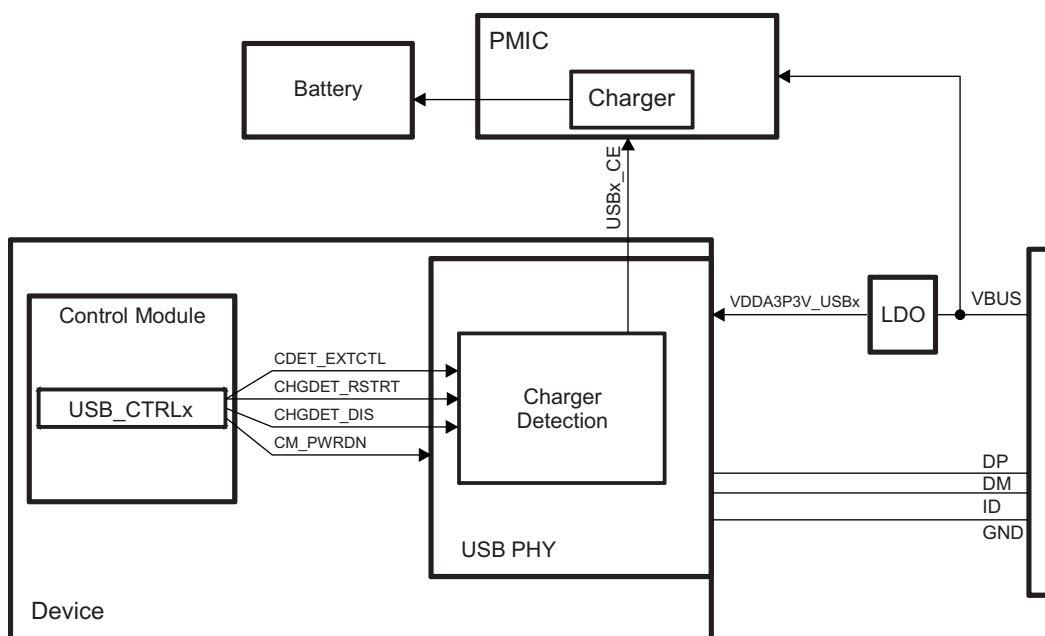 PMIC
Battery
Charger
USBx_CE
Control Module
VDDA3P3V_USBx
LDO
VBUS
CDET_EXTCTL
CHGDET_RSTRT
CHGDET_DIS
CM_PWRDN
USB_CTRLx
Charger
Detection
DP
DM
ID
GND
USB PHY
Device